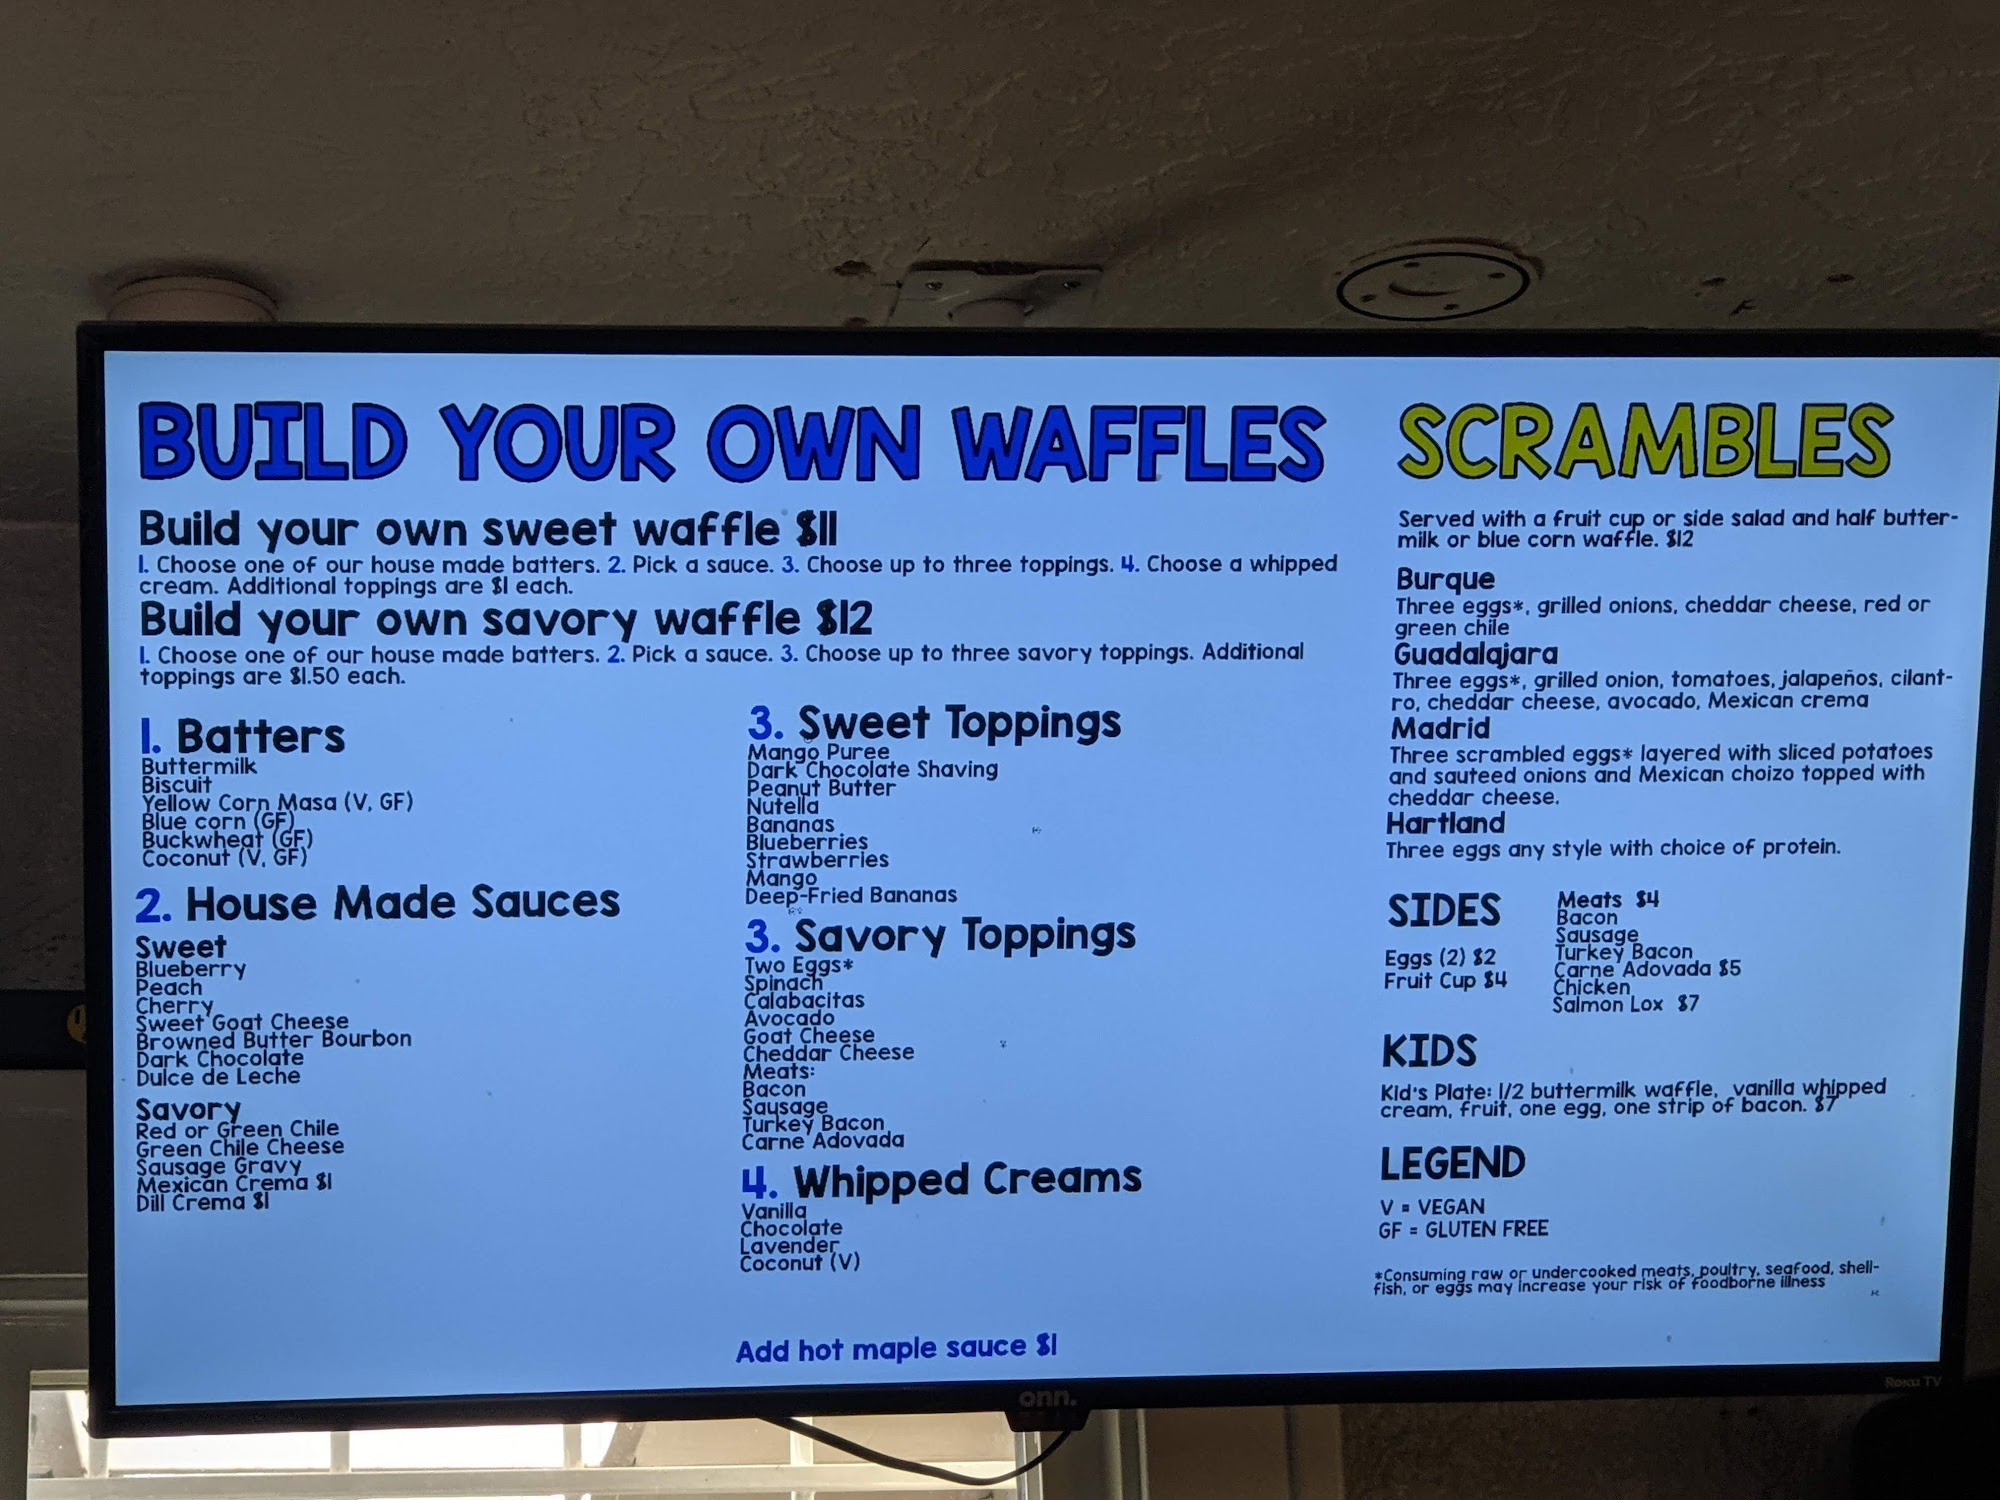 BUILD YOUR OWN WAFFLES
Build your own sweet waffle $11
1. Choose one of our house made batters. 2. Pick a sauce. 3. Choose up to three toppings. 4. Choose a whipped
cream. Additional toppings are $1 each.
Build your own savory waffle $12
1. Choose one of our house made batters. 2. Pick a sauce. 3. Choose up to three savory toppings. Additional
toppings are $1.50 each.
1. Batters
Buttermilk
Biscuit
Yellow Corn Masa (V, GF)
Blue corn (GF)
Buckwheat (GF)
Coconut (V, GF)
2. House Made Sauces
Sweet
Blueberry
Peach
Cherry
Sweet Goat Cheese
Browned Butter Bourbon
Dark Chocolate
Dulce de Leche
Savory
Red or Green Chile
Green Chile Cheese
Sausage Gravy
Mexican Crema $1
Dill Crema $1
3. Sweet Toppings
Mango Puree
Dark Chocolate Shaving
Peanut Butter
Nutella
Bananas
Blueberries
Strawberries
Mango
Deep-Fried Bananas
3. Savory Toppings
Two Eggs*
Spinach
Calabacitas
Avocado
Goat Cheese
Cheddar Cheese
Meats:
Bacon
Sausage
Turkey Bacon
Carne Adovada
4. Whipped Creams
Vanilla
Chocolate
Lavender
Coconut (V)
Add hot maple sauce $1
SCRAMBLES
Served with a fruit cup or side salad and half butter-
milk or blue corn waffle. $12
Burque
Three eggs*, grilled onions, cheddar cheese, red or
green chile
Guadalajara
Three eggs*, grilled onion, tomatoes, jalapeños, cilant-
ro, cheddar cheese, avocado, Mexican crema
Madrid
Three scrambled eggs* layered with sliced potatoes
and sauteed onions and Mexican choizo topped with
cheddar cheese.
Hartland
Three eggs any style with choice of protein.
SIDES
Eggs (2) $2
Fruit Cup $4
Meats $4
Bacon
Sausage
Turkey Bacon
Carne Adovada $5
Chicken
Salmon Lox $7
KIDS
Kid's Plate: 1/2 buttermilk waffle, vanilla whipped
cream, fruit, one egg, one strip of bacon. $7
LEGEND
V = VEGAN
GF = GLUTEN FREE
*Consuming raw or undercooked meats, poultry, seafood, shell-
fish, or eggs may increase your risk of foodborne illness
onn.
Roku TV